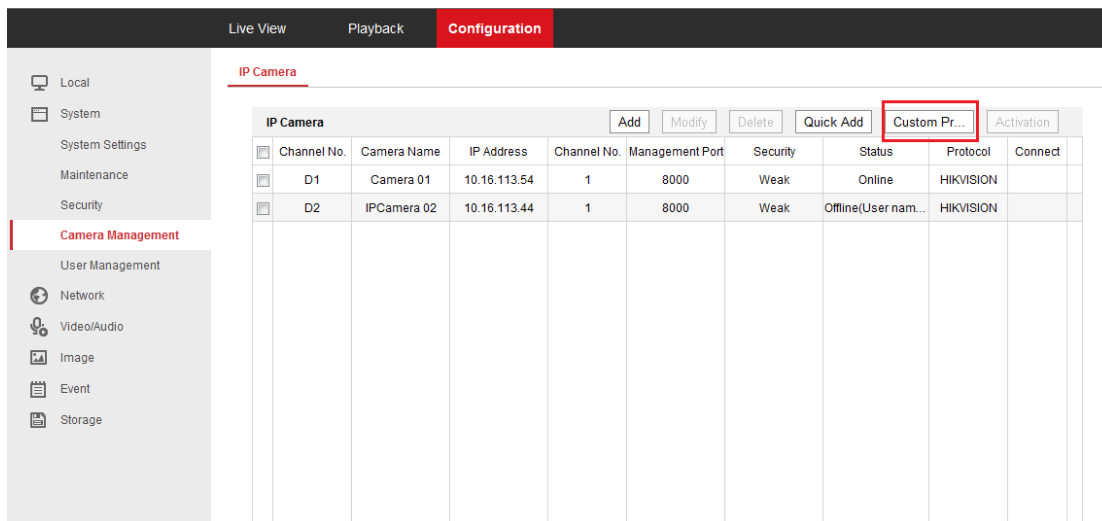 Live View Playback Configuration
IP Camera
Local
System
System Settings
Maintenance
Security
Camera Management
User Management
Network
Video/Audio
Image
Event
Storage
IP Camera Add Modify Delete Quick Add Custom Pr... Activation
Channel No. Camera Name IP Address Channel No. Management Port Security Status Protocol Connect
D1 Camera 01 10.16.113.54 1 8000 Weak Online HIKVISION
D2 IPCamera 02 10.16.113.44 1 8000 Weak Offline(User nam... HIKVISION